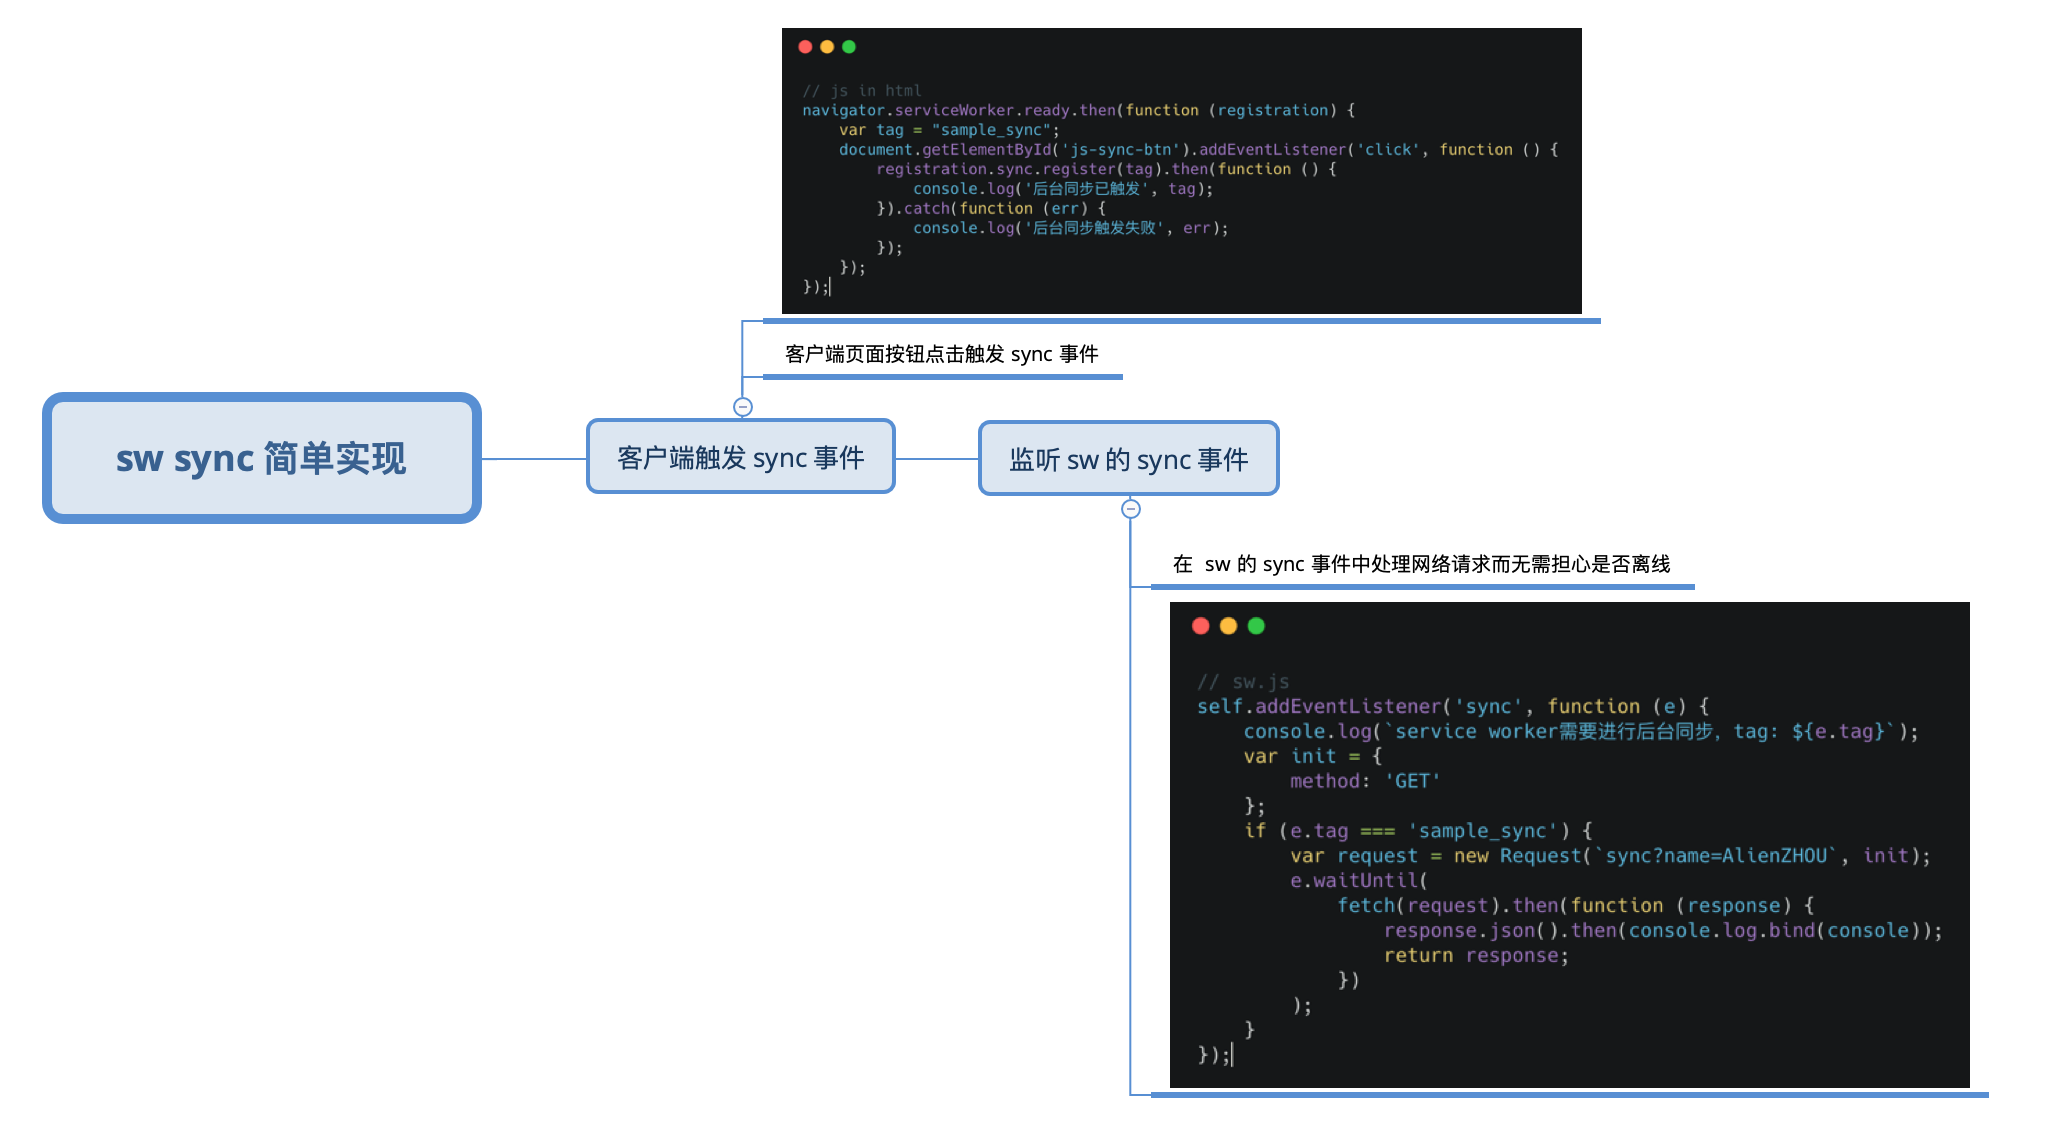 // js in html
navigator.serviceWorker.ready.then(function (registration) {
    var tag = "sample_sync";
    document.getElementById('js-sync-btn').addEventListener('click', function () {
        registration.sync.register(tag).then(function () {
            console.log('后台同步已触发', tag);
        }).catch(function (err) {
            console.log('后台同步触发失败', err);
        });
    });
});
客户端页面按钮点击触发 sync 事件
sw sync 简单实现
客户端触发 sync 事件
监听 sw 的 sync 事件
在  sw 的 sync 事件中处理网络请求而无需担心是否离线
// sw.js
self.addEventListener('sync', function (e) {
    console.log(`service worker需要进行后台同步，tag: ${e.tag}`);
    var init = {
        method: 'GET'
    };
    if (e.tag === 'sample_sync') {
        var request = new Request(`sync?name=AlienZHOU`, init);
        e.waitUntil(
            fetch(request).then(function (response) {
                response.json().then(console.log.bind(console));
                return response;
            })
        );
    }
});